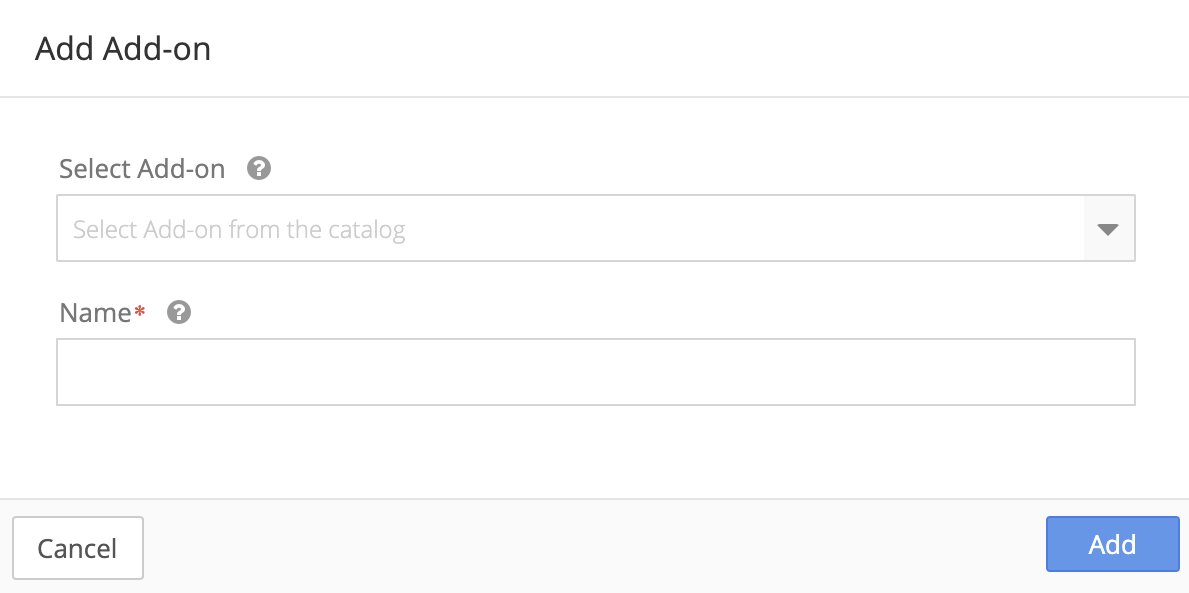 Add Add-on
Select Add-on ?
Select Add-on from the catalog
Name* ?
Cancel
Add